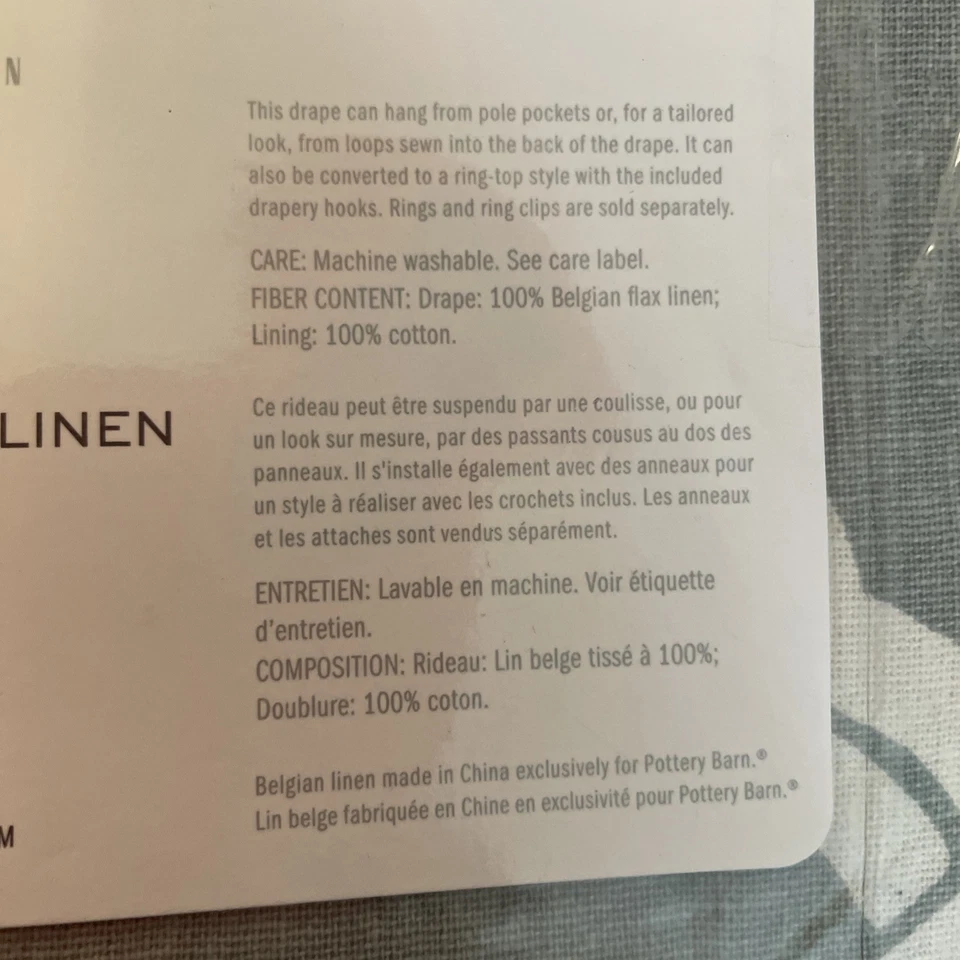 N
This drape can hang from pole pockets or, for a tailored
look, from loops sewn into the back of the drape. It can
also be converted to a ring-top style with the included
drapery hooks. Rings and ring clips are sold separately.
CARE: Machine washable. See care label.
FIBER CONTENT: Drape: 100% Belgian flax linen;
Lining: 100% cotton.
LINEN
Ce rideau peut être suspendu par une coulisse, ou pour
un look sur mesure, par des passants cousus au dos des
panneaux. Il s'installe également avec des anneaux pour
un style à réaliser avec les crochets inclus. Les anneaux
et les attaches sont vendus séparément.
ENTRETIEN: Lavable en machine. Voir étiquette
d'entretien.
COMPOSITION: Rideau: Lin belge tissé à 100%;
Doublure: 100% coton.
Belgian linen made in China exclusively for Pottery Barn.®
Lin belge fabriquée en Chine en exclusivité pour Pottery Barn.®
M